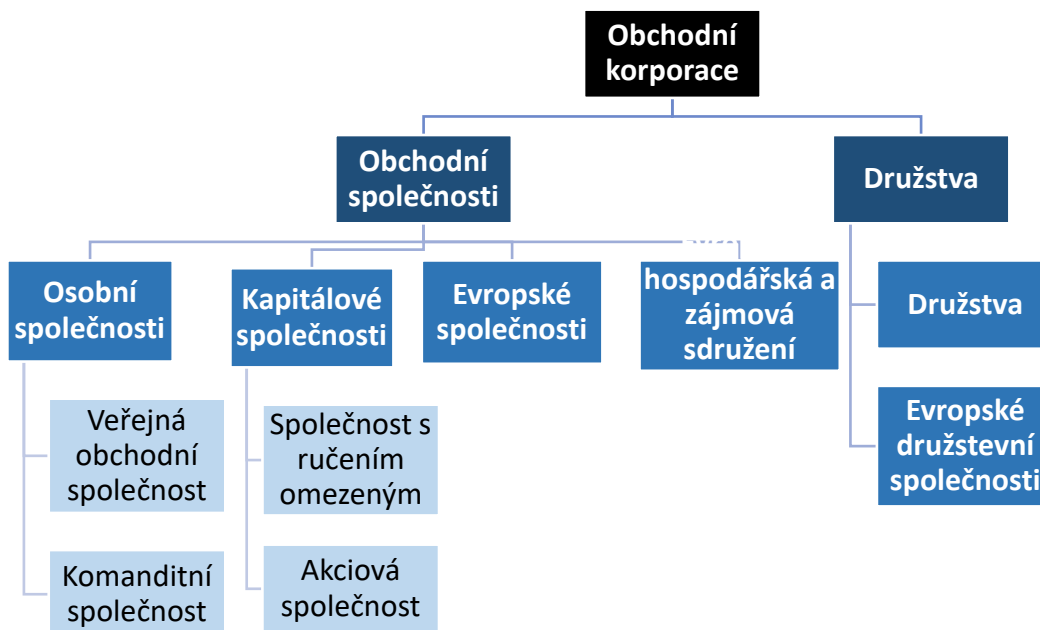 Obchodní
korporace
Obchodní
společnosti
Družstva
Osobní
společnosti
Kapitálové
společnosti
Evropské
společnosti
hospodářská a
zájmová
sdružení
Družstva
Veřejná
obchodní
společnost
Společnost s
ručením
omezeným
Evropské
družstevní
společnosti
Komanditní
společnost
Akciová
společnost